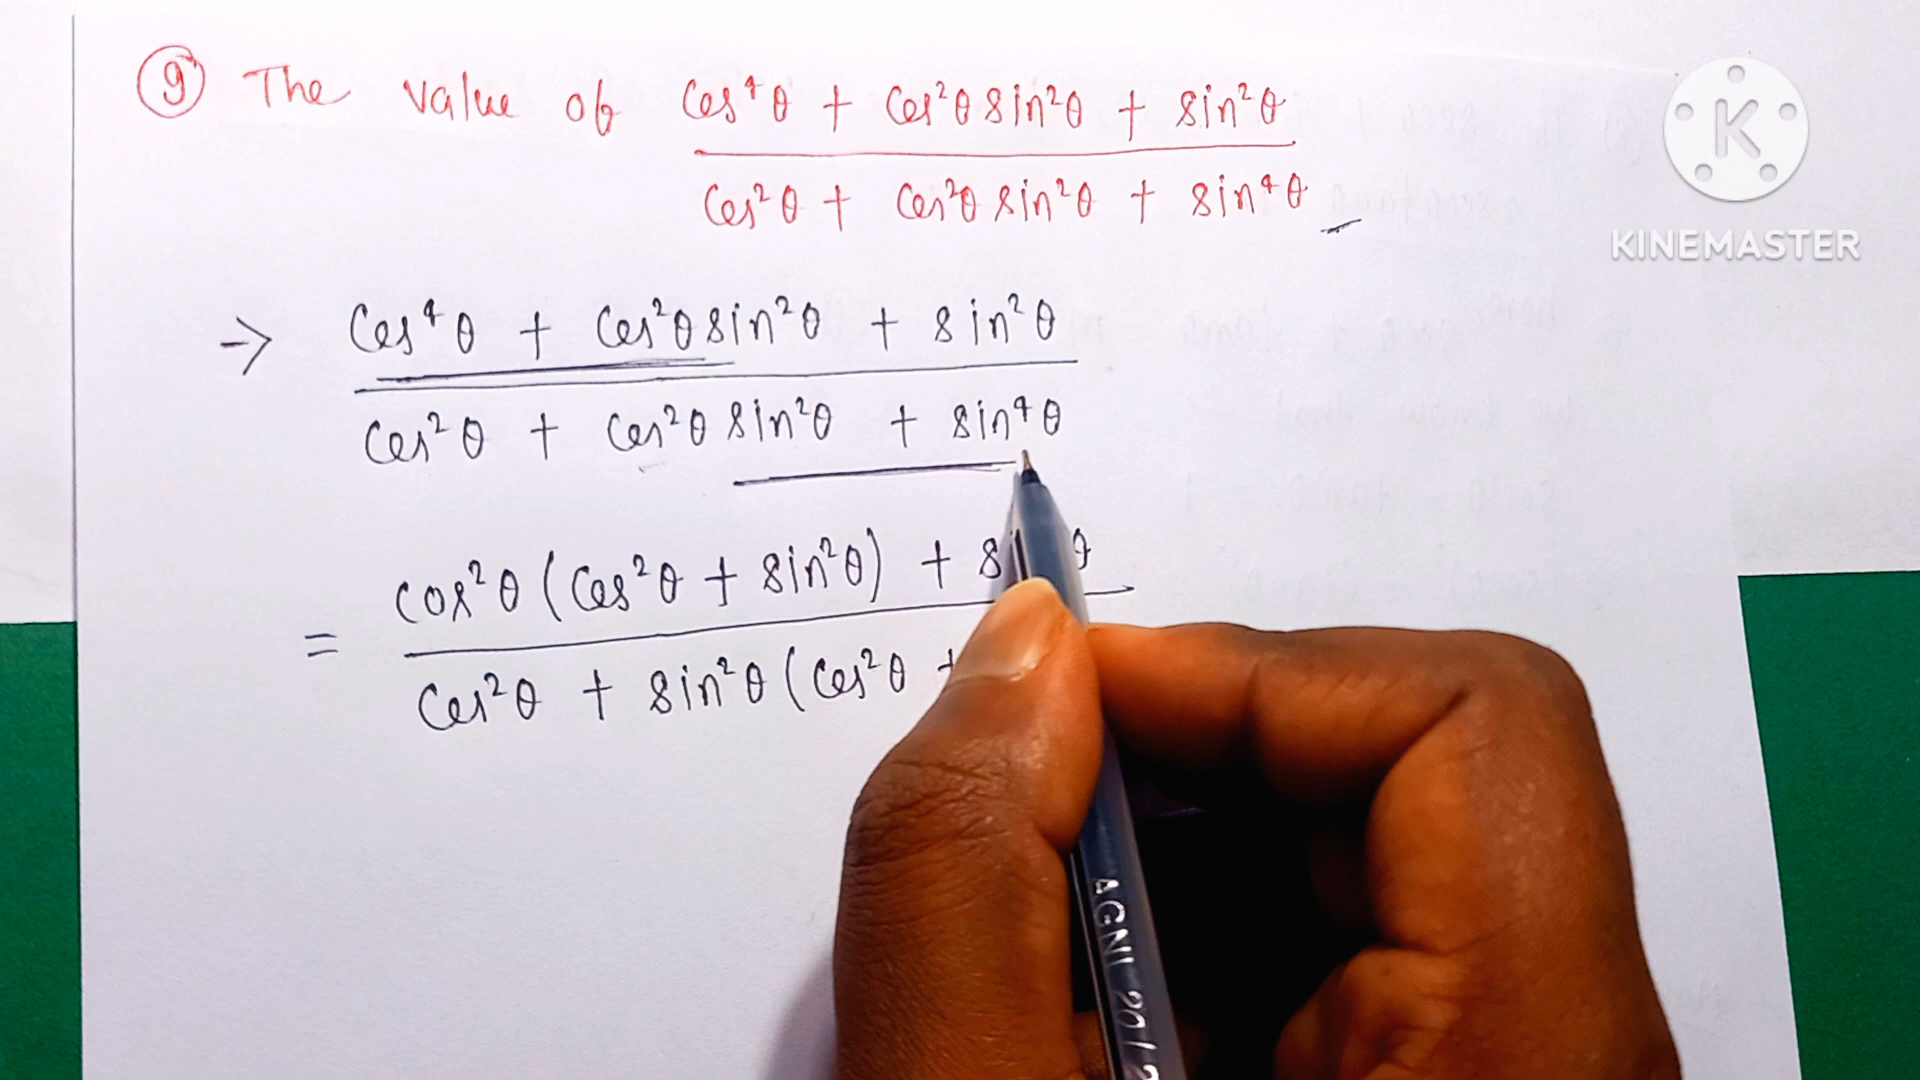 ⑨ The value of cos⁴θ + cos²θ sin²θ + sin²θ
cos²θ + cos²θ sin²θ + sin⁴θ
K
KINEMASTER
→ cos⁴θ + cos²θ sin²θ + sin²θ
cos²θ + cos²θ sin²θ + sin⁴θ
= cos²θ (cos²θ + sin²θ) +
cos²θ + sin²θ (cos²θ +
AGNI